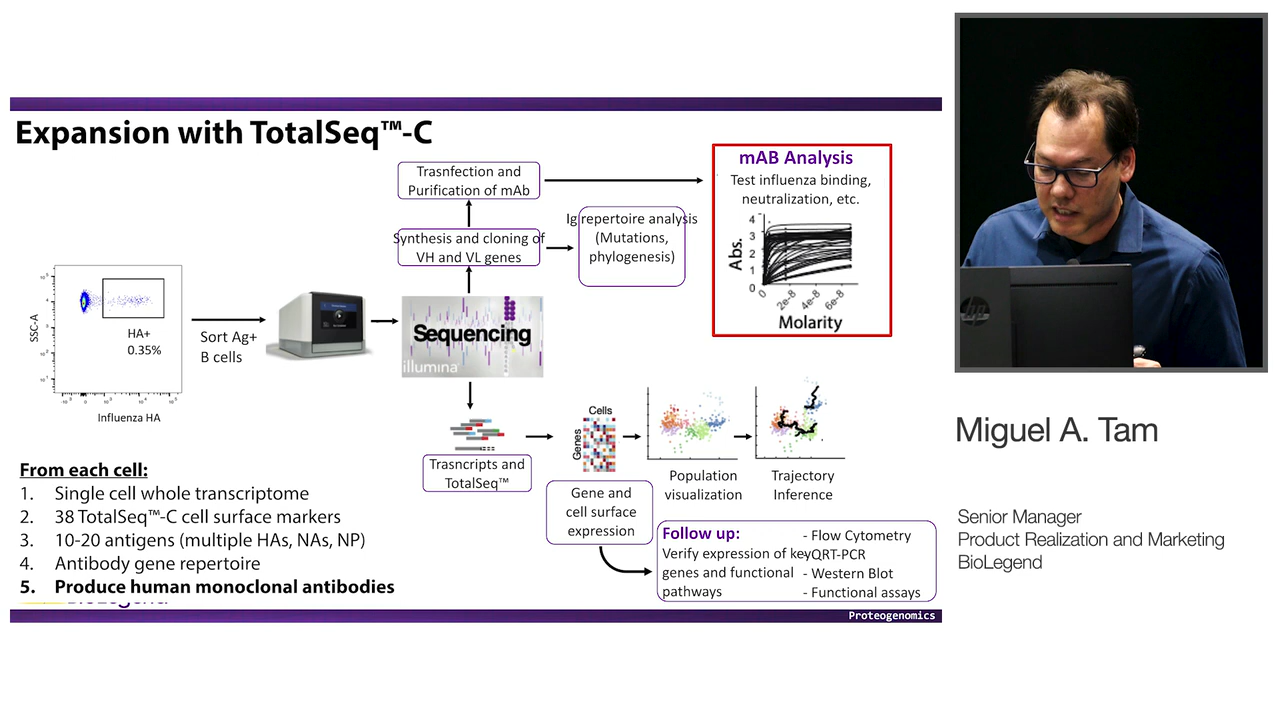 Expansion with TotalSeq™-C
Trasnfection and
Purification of mAb
Synthesis and cloning of
VH and VL genes
Ig repertoire analysis
(Mutations,
phylogenesis)
mAB Analysis
Test influenza binding,
neutralization, etc.
Abs.
4
3
2
1
0
0
2e-8
4e-8
6e-8
Molarity
SSC-A
HA+
0.35%
Influenza HA
Sort Ag+
B cells
Sequencing
illumina
Trasncripts and
TotalSeq™
Cells
Genes
Gene and
cell surface
expression
Population
visualization
Trajectory
Inference
Follow up:
Verify expression of key
genes and functional
pathways
- Flow Cytometry
- QRT-PCR
- Western Blot
- Functional assays
From each cell:
1. Single cell whole transcriptome
2. 38 TotalSeq™-C cell surface markers
3. 10-20 antigens (multiple HAs, NAs, NP)
4. Antibody gene repertoire
5. Produce human monoclonal antibodies
Proteogenomics
hp
Miguel A. Tam
Senior Manager
Product Realization and Marketing
BioLegend